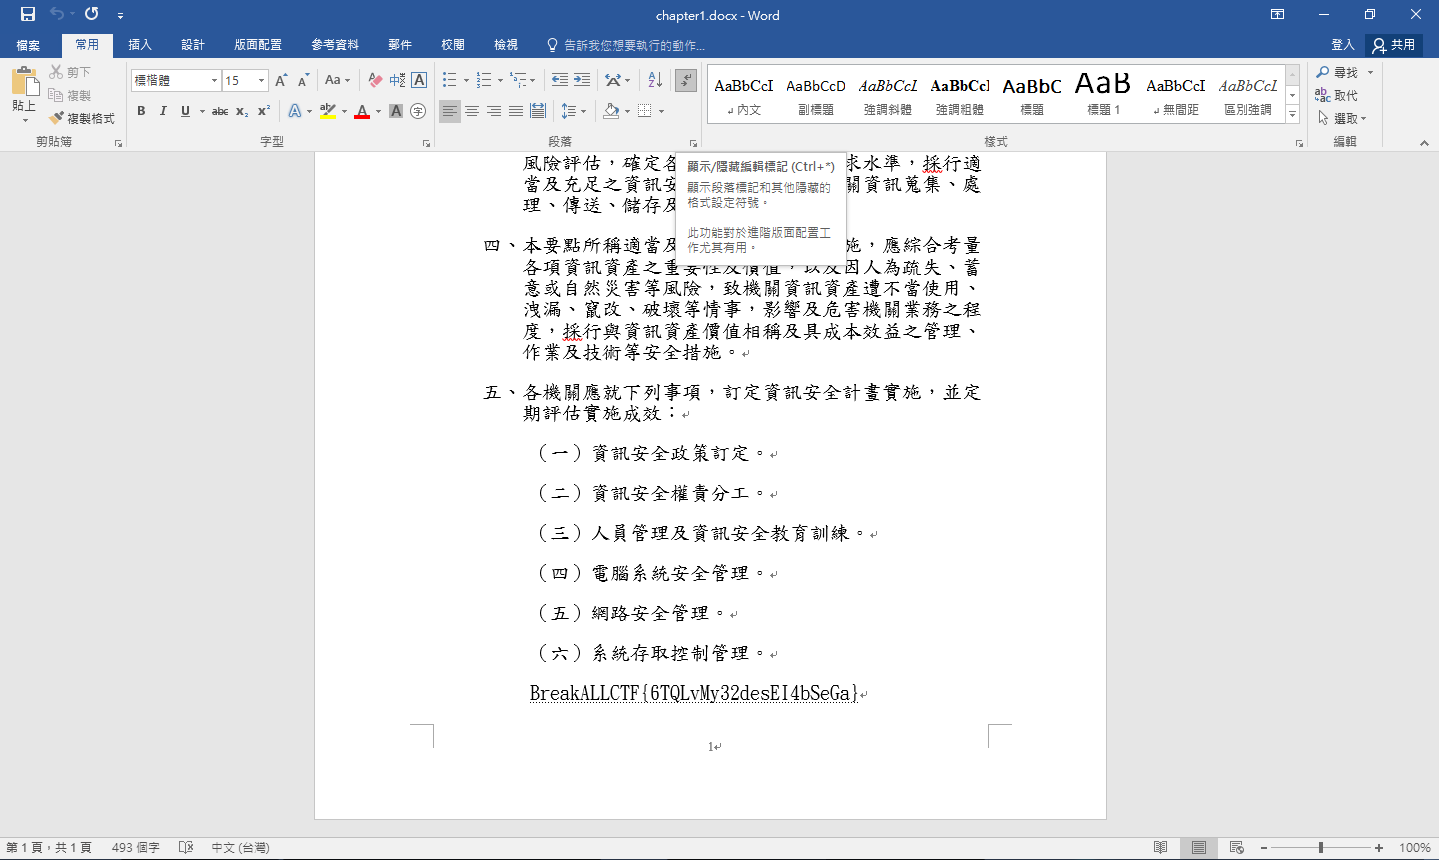 chapter1.docx - Word
檔案 常用 插入 設計 版面配置 參考資料 郵件 校閱 檢視 告訴我您想要執行的動作... 登入 共用
貼上 剪下
複製
複製格式
標楷體 15 Aa 中文 A
B I U abc x₂ x² A aby A A 字
AaBbCcI AaBbCcD AaBbCcI AaBbCcI AaBbC AaB AaBbCcI AaBbCcI
↲內文 副標題 強調斜體 強調粗體 標題 標題 1 ↲無間距 區別強調
尋找
取代
選取
剪貼簿 字型 段落 樣式 編輯
顯示/隱藏編輯標記 (Ctrl+*)
顯示段落標記和其他隱藏的
格式設定符號。
此功能對於進階版面配置工
作尤其有用。
風險評估，確定各 求水準，採行適
當及充足之資訊安 關資訊蒐集、處
理、傳送、儲存及
四、本要點所稱適當及 施，應綜合考量
各項資訊資產之重要性及價值，以及因人為疏失、蓄
意或自然災害等風險，致機關資訊資產遭不當使用、
洩漏、竄改、破壞等情事，影響及危害機關業務之程
度，採行與資訊資產價值相稱及具成本效益之管理、
作業及技術等安全措施。
五、各機關應就下列事項，訂定資訊安全計畫實施，並定
期評估實施成效：
（一）資訊安全政策訂定。
（二）資訊安全權責分工。
（三）人員管理及資訊安全教育訓練。
（四）電腦系統安全管理。
（五）網路安全管理。
（六）系統存取控制管理。
BreakALLCTF{6TQLvMy32desEI4bSeGa}
1
第 1 頁，共 1 頁 493 個字 中文 (台灣) 100%